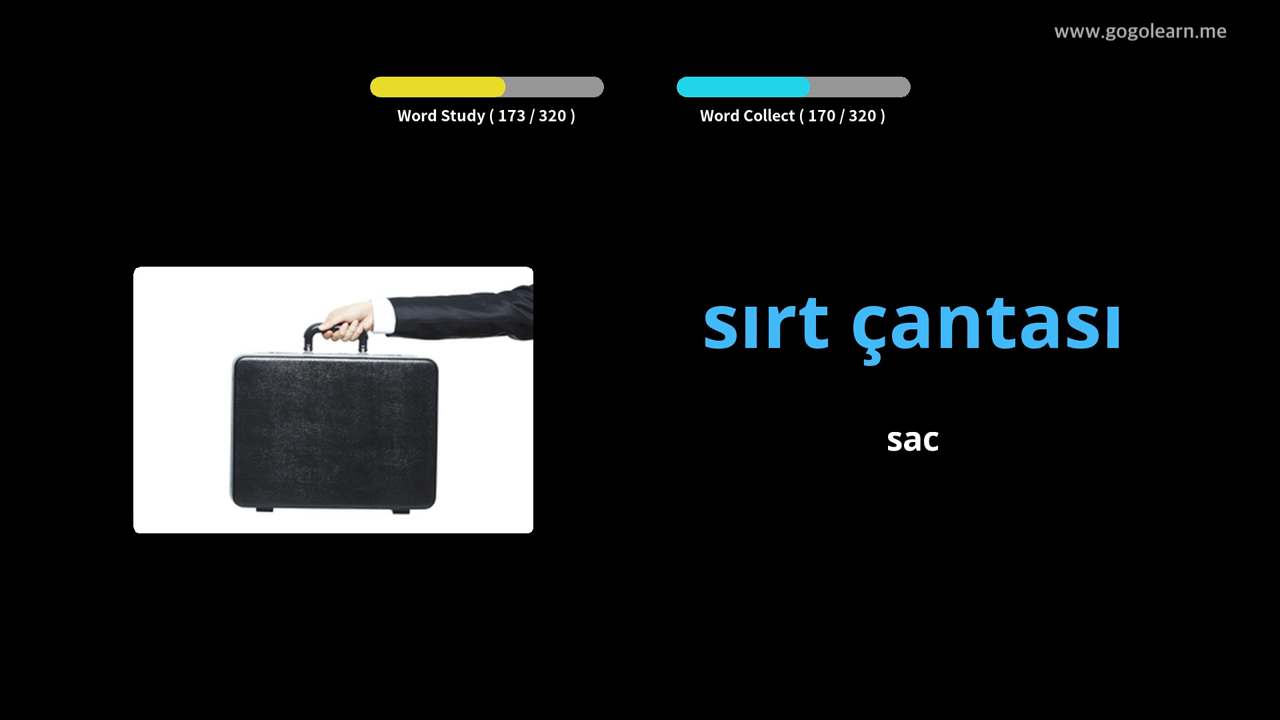 www.gogolearn.me
Word Study ( 173 / 320 )
Word Collect ( 170 / 320 )
sırt çantası
sac